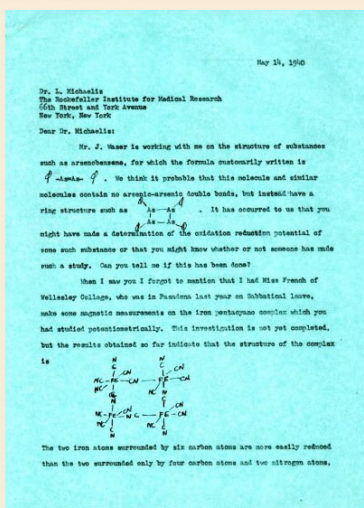 May 14, 1940
Dr. L. Michaelis
The Rockefeller Institute for Medical Research
66th Street and York Avenue
New York, New York
Dear Dr. Michaelis:
Mr. J. Waser is working with me on the structure of substances
such as arsenobenzene, for which the formula customarily written is
φ -As=As- φ . We think it probable that this molecule and similar
molecules contain no arsenic-arsenic double bonds, but instead have a
ring structure such as . It has occurred to us that you
might have made a determination of the oxidation reduction potential of
some such substance or that you might know whether or not someone has made
such a study. Can you tell me if this has been done?
When I saw you I forgot to mention that I had Miss French of
Wellesley College, who was in Pasadena last year on Sabbatical leave,
make some magnetic measurements on the iron pentacyano complex which you
had studied potentiometrically. This investigation is not yet completed,
but the results obtained so far indicate that the structure of the complex
is
The two iron atoms surrounded by six carbon atoms are more easily reduced
than the two surrounded only by four carbon atoms and two nitrogen atoms,